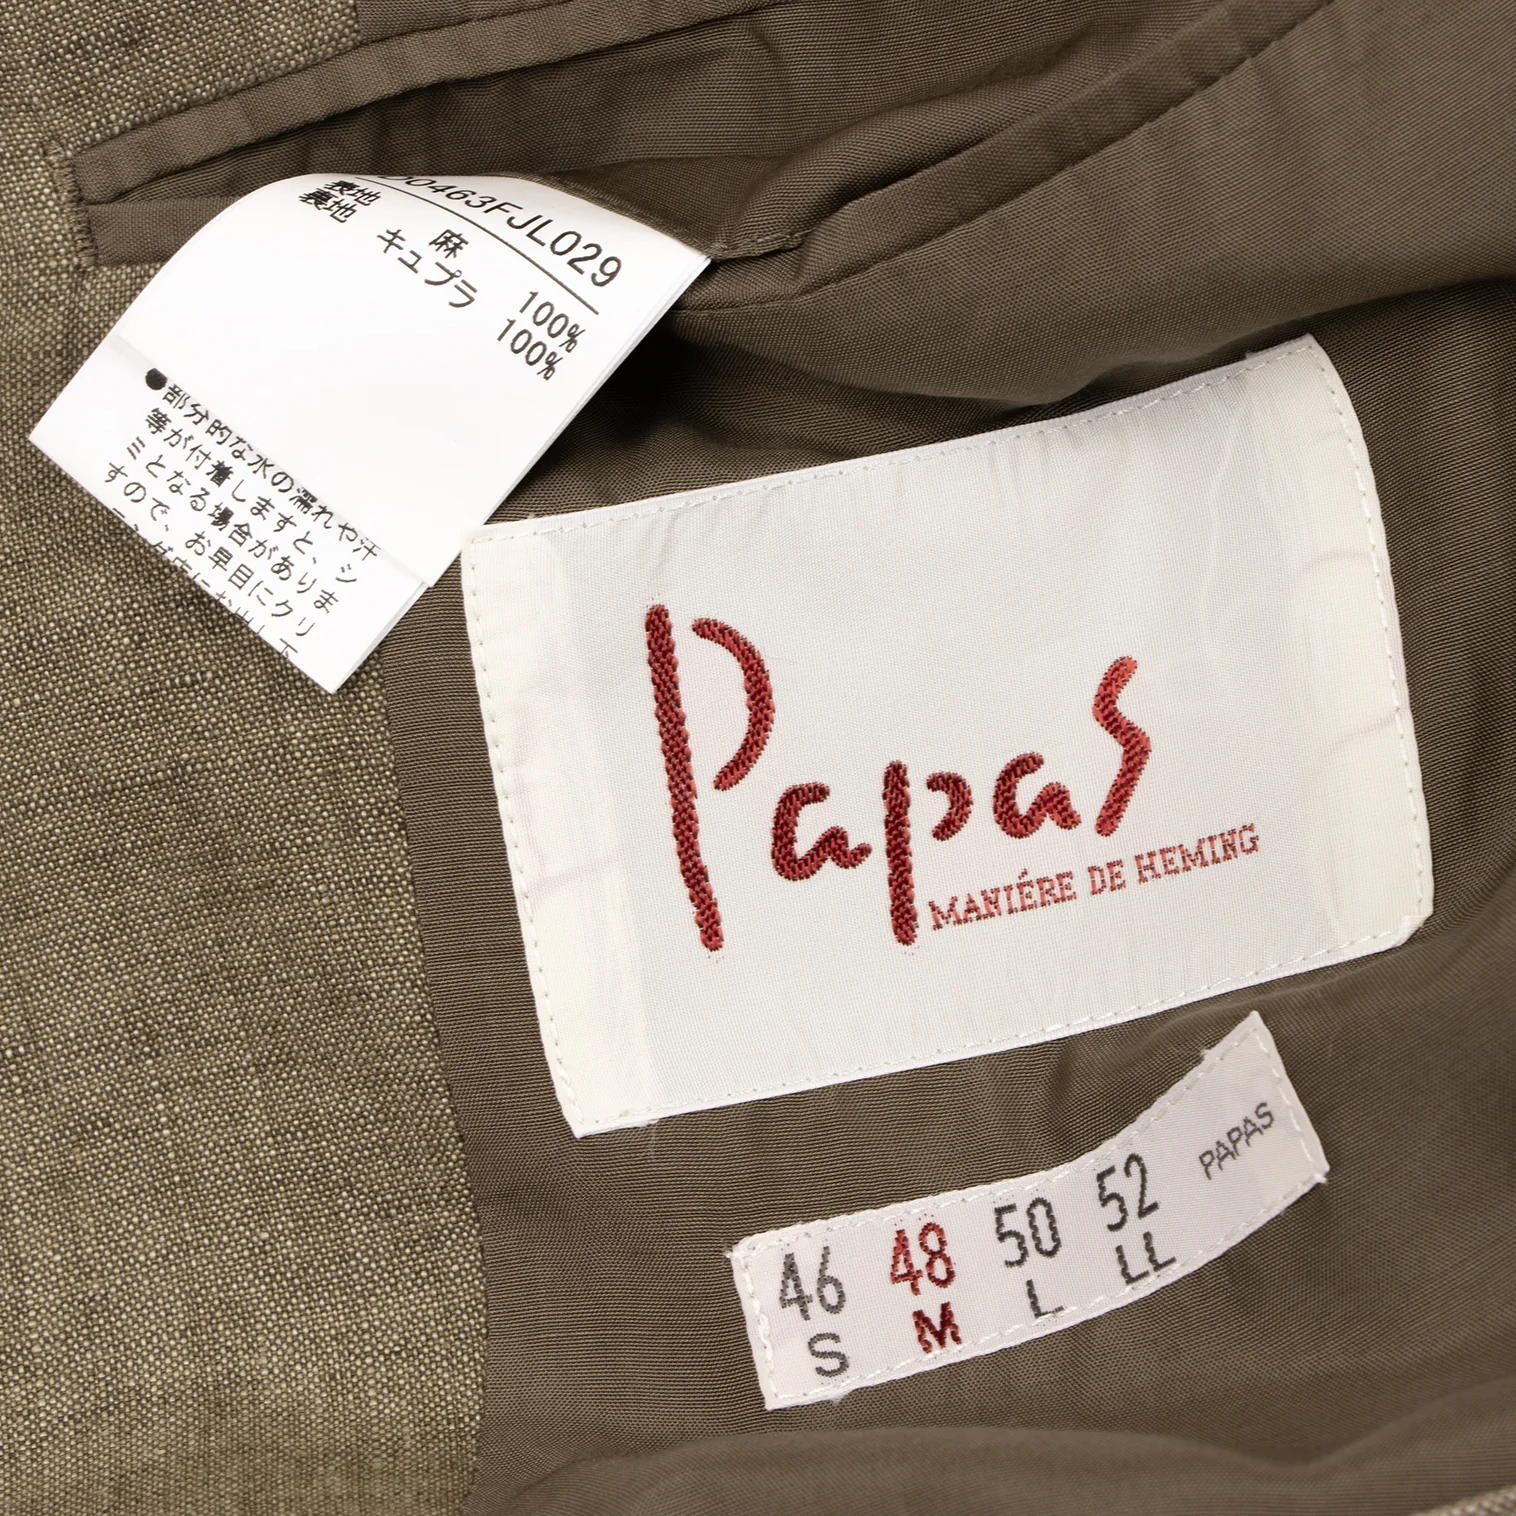 0463FJL029
表地 麻 100%
裏地 キュプラ 100%
●部分的な水の濡れや汗
等が付着しますと、シ
ミとなる場合がありま
すので、お早目にクリ
Papas
MANIÉRE DE HEMING
46 48 50 52 PAPAS
S M L LL